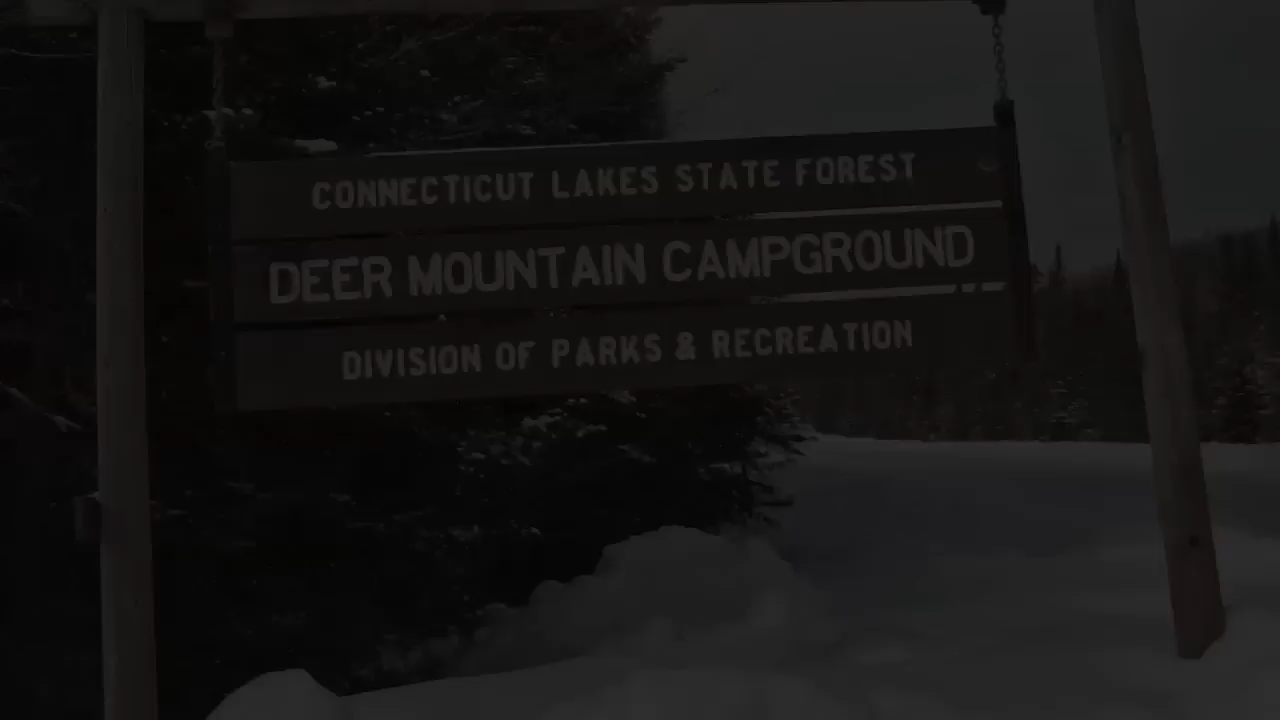 CONNECTICUT LAKES STATE FOREST
DEER MOUNTAIN CAMPGROUND
DIVISION OF PARKS & RECREATION